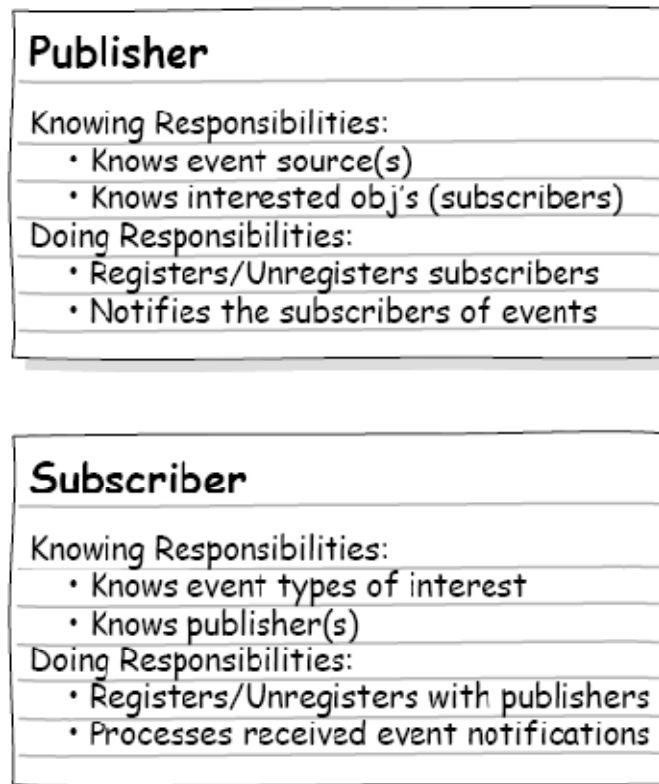 Publisher
Knowing Responsibilities:
• Knows event source(s)
• Knows interested obj's (subscribers)
Doing Responsibilities:
• Registers/Unregisters subscribers
• Notifies the subscribers of events
Subscriber
Knowing Responsibilities:
• Knows event types of interest
• Knows publisher(s)
Doing Responsibilities:
• Registers/Unregisters with publishers
• Processes received event notifications